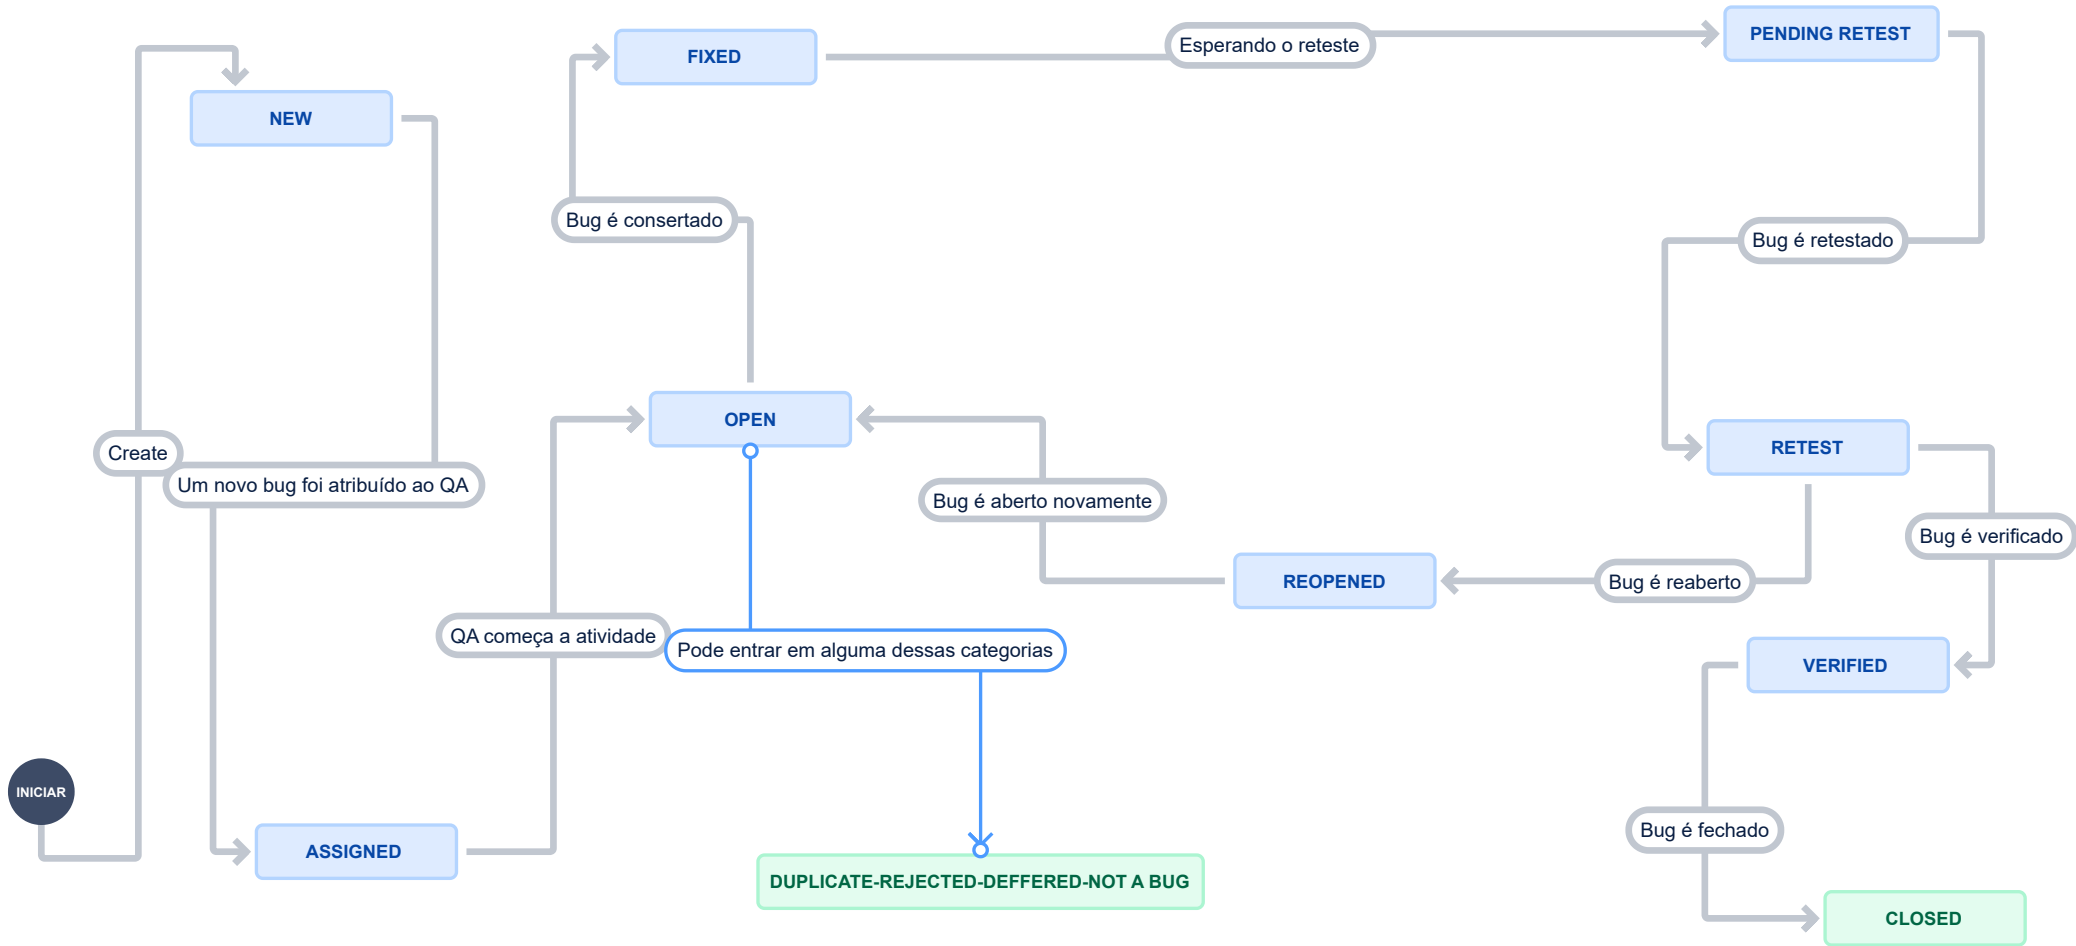 PENDING RETEST
Esperando o reteste
FIXED
NEW
Bug é consertado
Bug é retestado
OPEN
RETEST
Create
Um novo bug foi atribuído ao QA
Bug é aberto novamente
Bug é verificado
REOPENED
Bug é reaberto
QA começa a atividade
Pode entrar em alguma dessas categorias
VERIFIED
INICIAR
Bug é fechado
ASSIGNED
DUPLICATE-REJECTED-DEFFERED-NOT A BUG
CLOSED